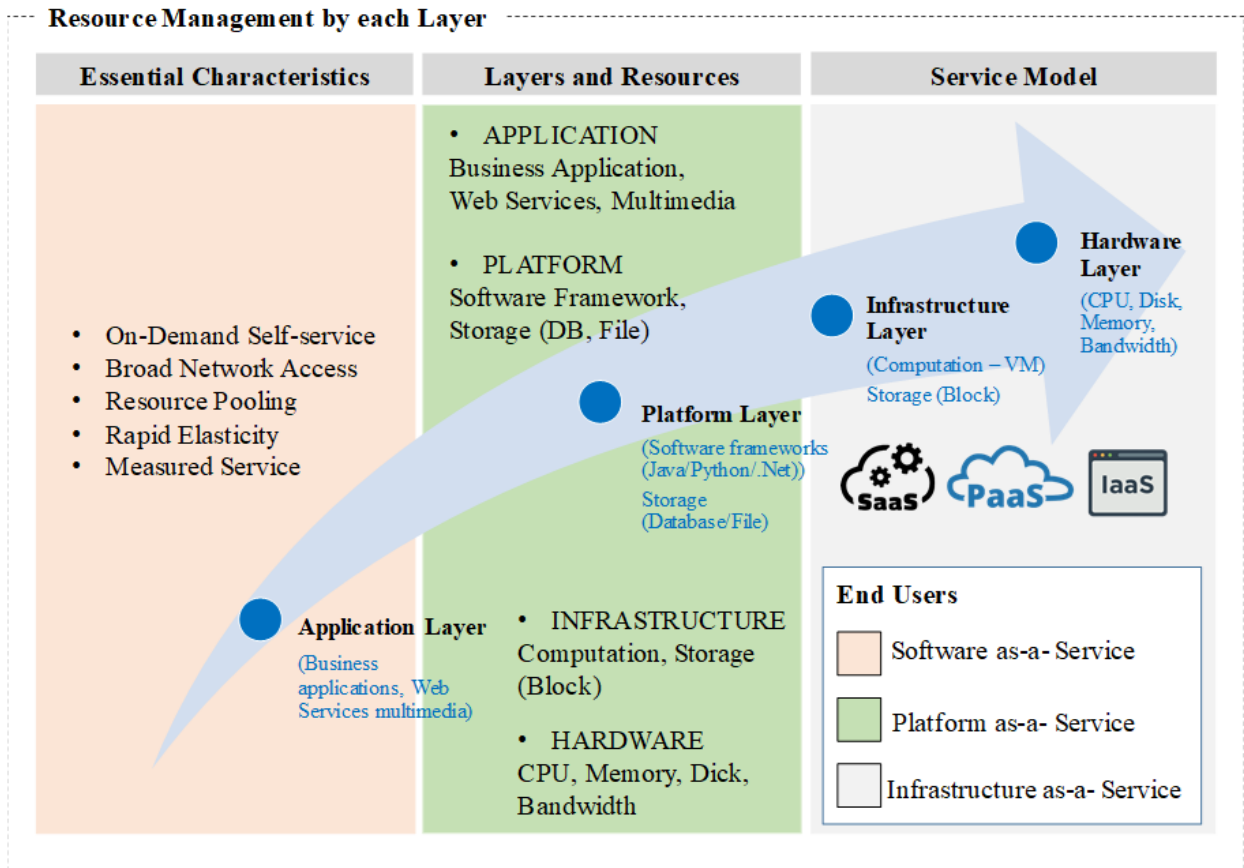 Resource Management by each Layer
Essential Characteristics
Layers and Resources
Service Model
• On-Demand Self-service
• Broad Network Access
• Resource Pooling
• Rapid Elasticity
• Measured Service
• APPLICATION
Business Application,
Web Services, Multimedia
• PLATFORM
Software Framework,
Storage (DB, File)
Hardware
Layer
(CPU, Disk,
Memory,
Bandwidth)
Infrastructure
Layer
(Computation – VM)
Storage (Block)
Platform Layer
(Software frameworks
(Java/Python/.Net))
Storage
(Database/File)
SaaS
PaaS
IaaS
Application Layer
(Business
applications, Web
Services multimedia)
• INFRASTRUCTURE
Computation, Storage
(Block)
• HARDWARE
CPU, Memory, Dick,
Bandwidth
End Users
Software as-a- Service
Platform as-a- Service
Infrastructure as-a- Service